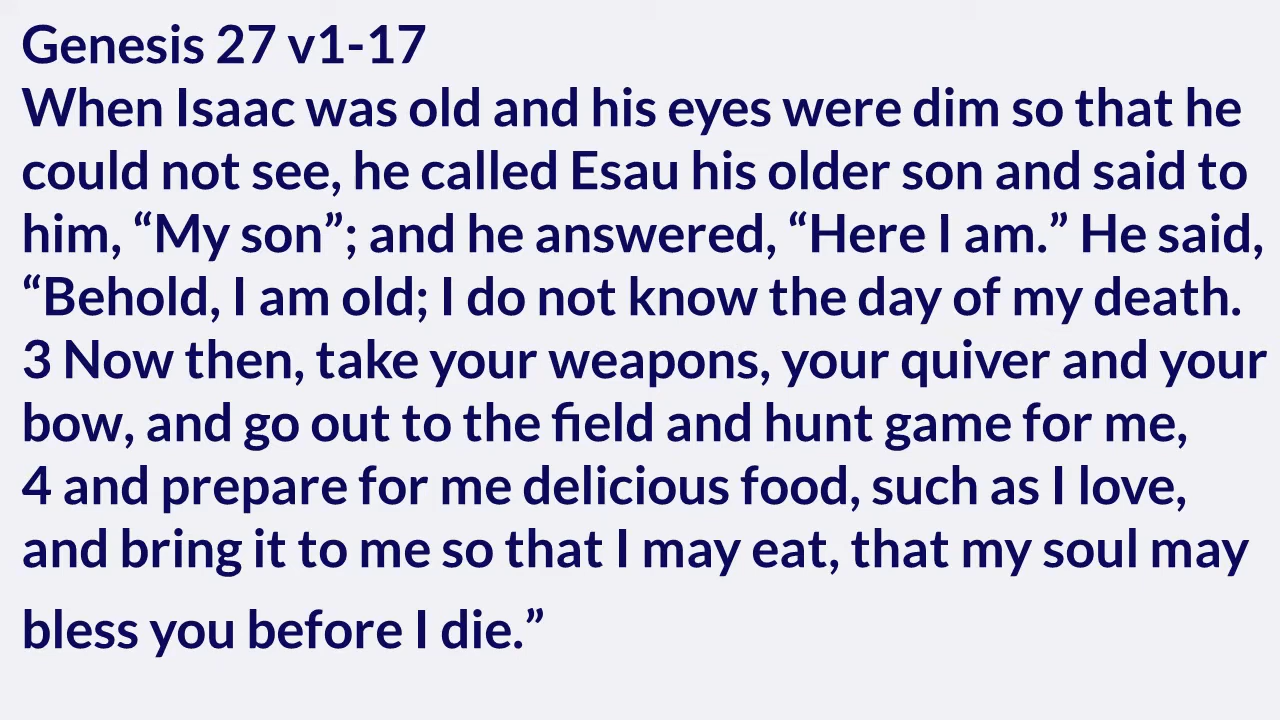 Genesis 27 v1-17
When Isaac was old and his eyes were dim so that he
could not see, he called Esau his older son and said to
him, “My son”; and he answered, “Here I am.” He said,
“Behold, I am old; I do not know the day of my death.
3 Now then, take your weapons, your quiver and your
bow, and go out to the field and hunt game for me,
4 and prepare for me delicious food, such as I love,
and bring it to me so that I may eat, that my soul may
bless you before I die.”